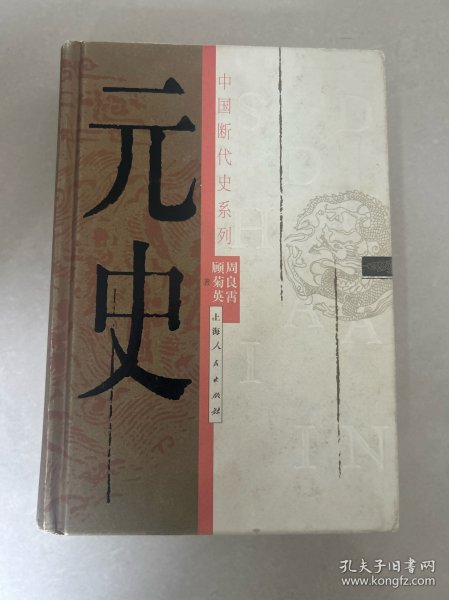 元史
中国断代史系列
周良霄
顾菊英
著
上海人民出版社
孔夫子旧书网
www.kongfz.com